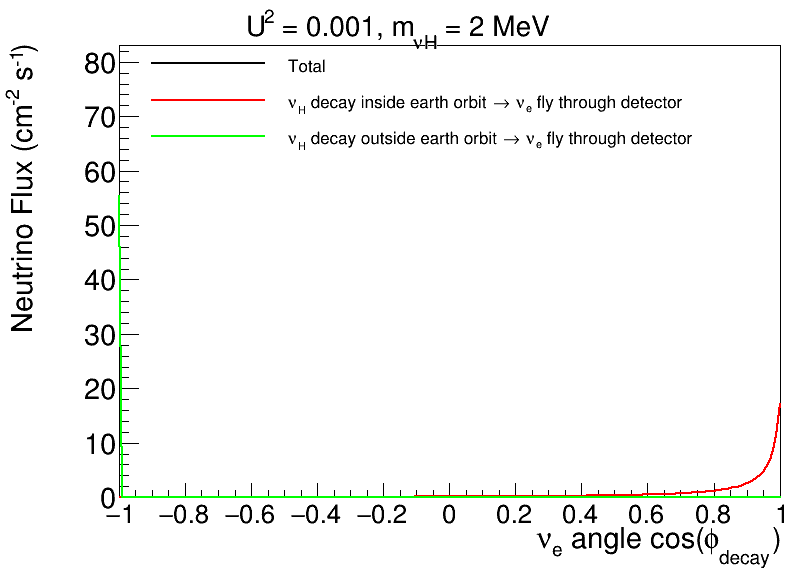 U² = 0.001, m_νH = 2 MeV
Neutrino Flux (cm⁻² s⁻¹)
Total
ν_H decay inside earth orbit → ν_e fly through detector
ν_H decay outside earth orbit → ν_e fly through detector
80
70
60
50
40
30
20
10
0
−1 −0.8 −0.6 −0.4 −0.2 0 0.2 0.4 0.6 0.8 1
ν_e angle cos(ϕ_decay)